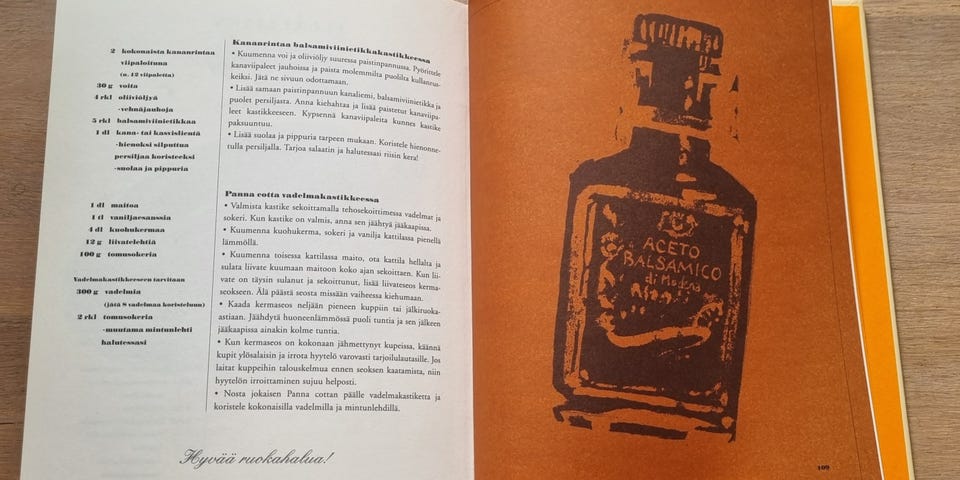 2 kokonaista kananrintaa
viipaloituna
(n. 12 viipaletta)
30 g voita
4 rkl oliiviöljyä
-vehnäjauhoja
5 rkl balsamiviinietikkaa
1 dl kana- tai kasvislientä
-hienoksi silputtua
persiljaa koristeeksi
-suolaa ja pippuria
Kananrintaa balsamiviinietikkakastikkeessa
• Kuumenna voi ja oliiviöljy suuressa paistinpannussa. Pyörittele
kanaviipaleet jauhoissa ja paista molemmilta puolilta kullanrus-
keiksi. Jätä ne sivuun odottamaan.
• Lisää samaan paistinpannuun kanaliemi, balsamiviinietikka ja
puolet persiljasta. Anna kiehahtaa ja lisää paistetut kanaviipa-
leet kastikkeeseen. Kypsennä kanaviipaleita kunnes kastike
paksuuntuu.
• Lisää suolaa ja pippuria tarpeen mukaan. Koristele hienonne-
tulla persiljalla. Tarjoa salaatin ja halutessasi riisin kera!
1 dl maitoa
1 tl vaniljaesanssia
4 dl kuohukermaa
12 g liivatelehtiä
100 g tomusokeria
Vadelmakastikkeeseen tarvitaan
300 g vadelmia
(jätä 8 vadelmaa koristeluun)
2 rkl tomusokeria
-muutama mintunlehti
halutessasi
Panna cotta vadelmakastikkeessa
• Valmista kastike sekoittamalla tehosekoittimessa vadelmat ja
sokeri. Kun kastike on valmis, anna sen jäähtyä jääkaapissa.
• Kuumenna kuohukerma, sokeri ja vanilja kattilassa pienellä
lämmöllä.
• Kuumenna toisessa kattilassa maito, ota kattila hellalta ja
sulata liivate kuumaan maitoon koko ajan sekoittaen. Kun lii-
vate on täysin sulanut ja sekoittunut, lisää liivateseos kerma-
seokseen. Älä päästä seosta missään vaiheessa kiehumaan.
• Kaada kermaseos neljään pieneen kuppiin tai jälkiruoka-
astiaan. Jäähdytä huoneenlämmössä puoli tuntia ja sen jälkeen
jääkaapissa ainakin kolme tuntia.
• Kun kermaseos on kokonaan jähmettynyt kupeissa, käännä
kupit ylösalaisin ja irrota hyytelö varovasti tarjoilulautasille. Jos
laitat kuppeihin talouskelmua ennen seoksen kaatamista, niin
hyytelön irroittaminen sujuu helposti.
• Nosta jokaisen Panna cottan päälle vadelmakastiketta ja
koristele kokonaisilla vadelmilla ja mintunlehdillä.
Hyvää ruokahalua!
ACETO
BALSAMICO
di Modena
109